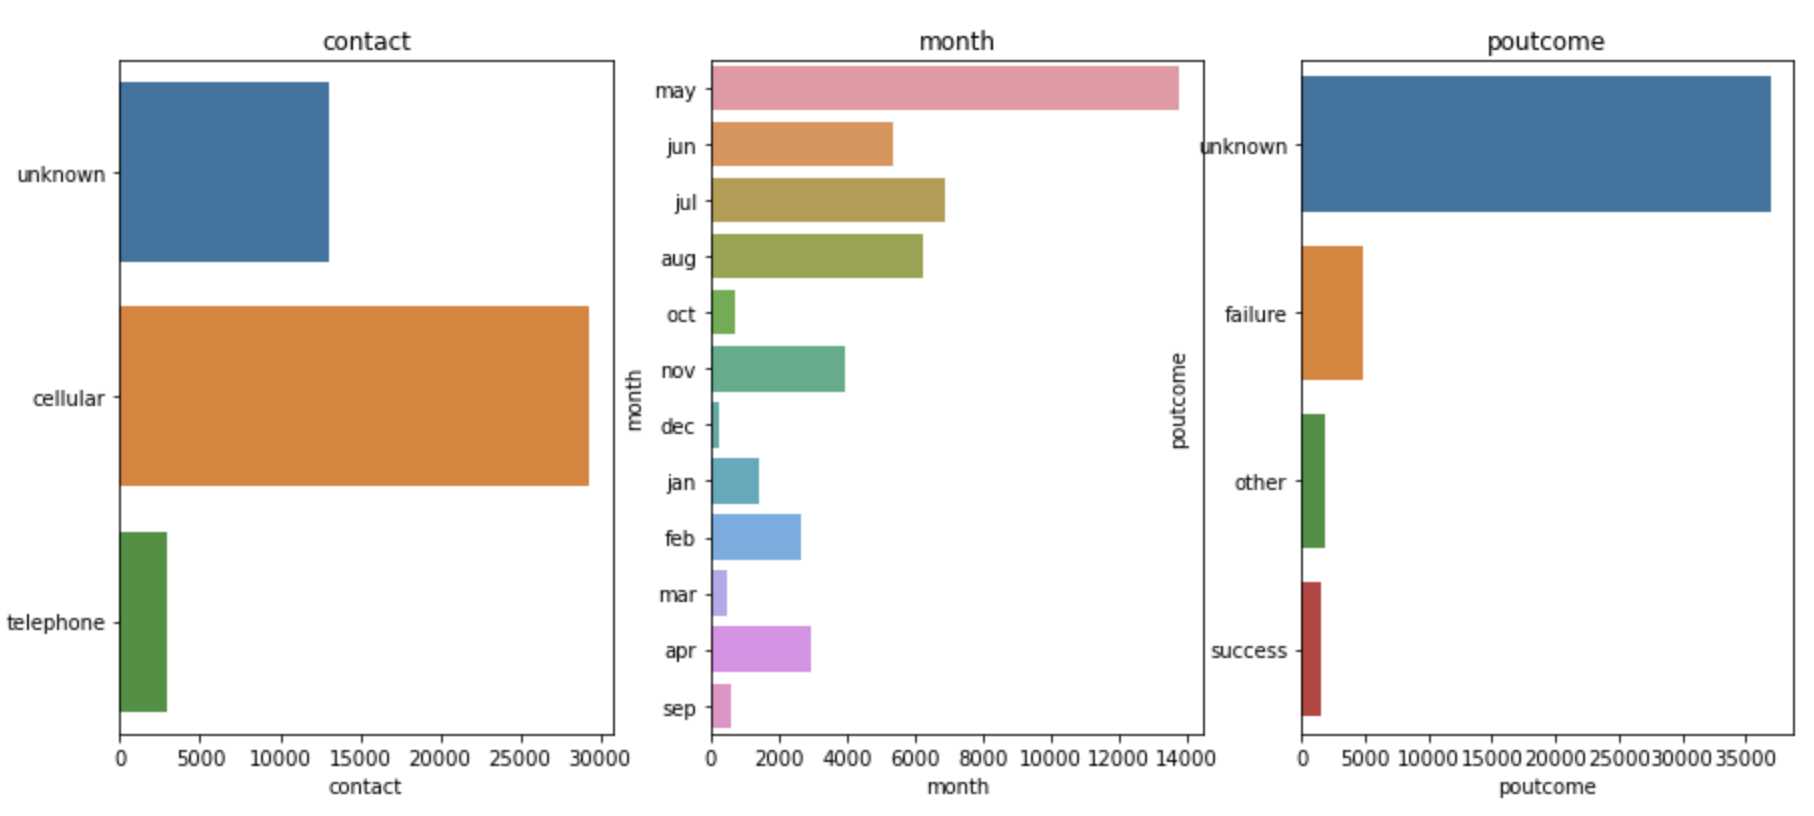 contact
unknown
cellular
telephone
0 5000 10000 15000 20000 25000 30000
contact
month
month
may
jun
jul
aug
oct
nov
dec
jan
feb
mar
apr
sep
0 2000 4000 6000 8000 10000 12000 14000
month
poutcome
poutcome
unknown
failure
other
success
0 5000 10000 15000 20000 25000 30000 35000
poutcome